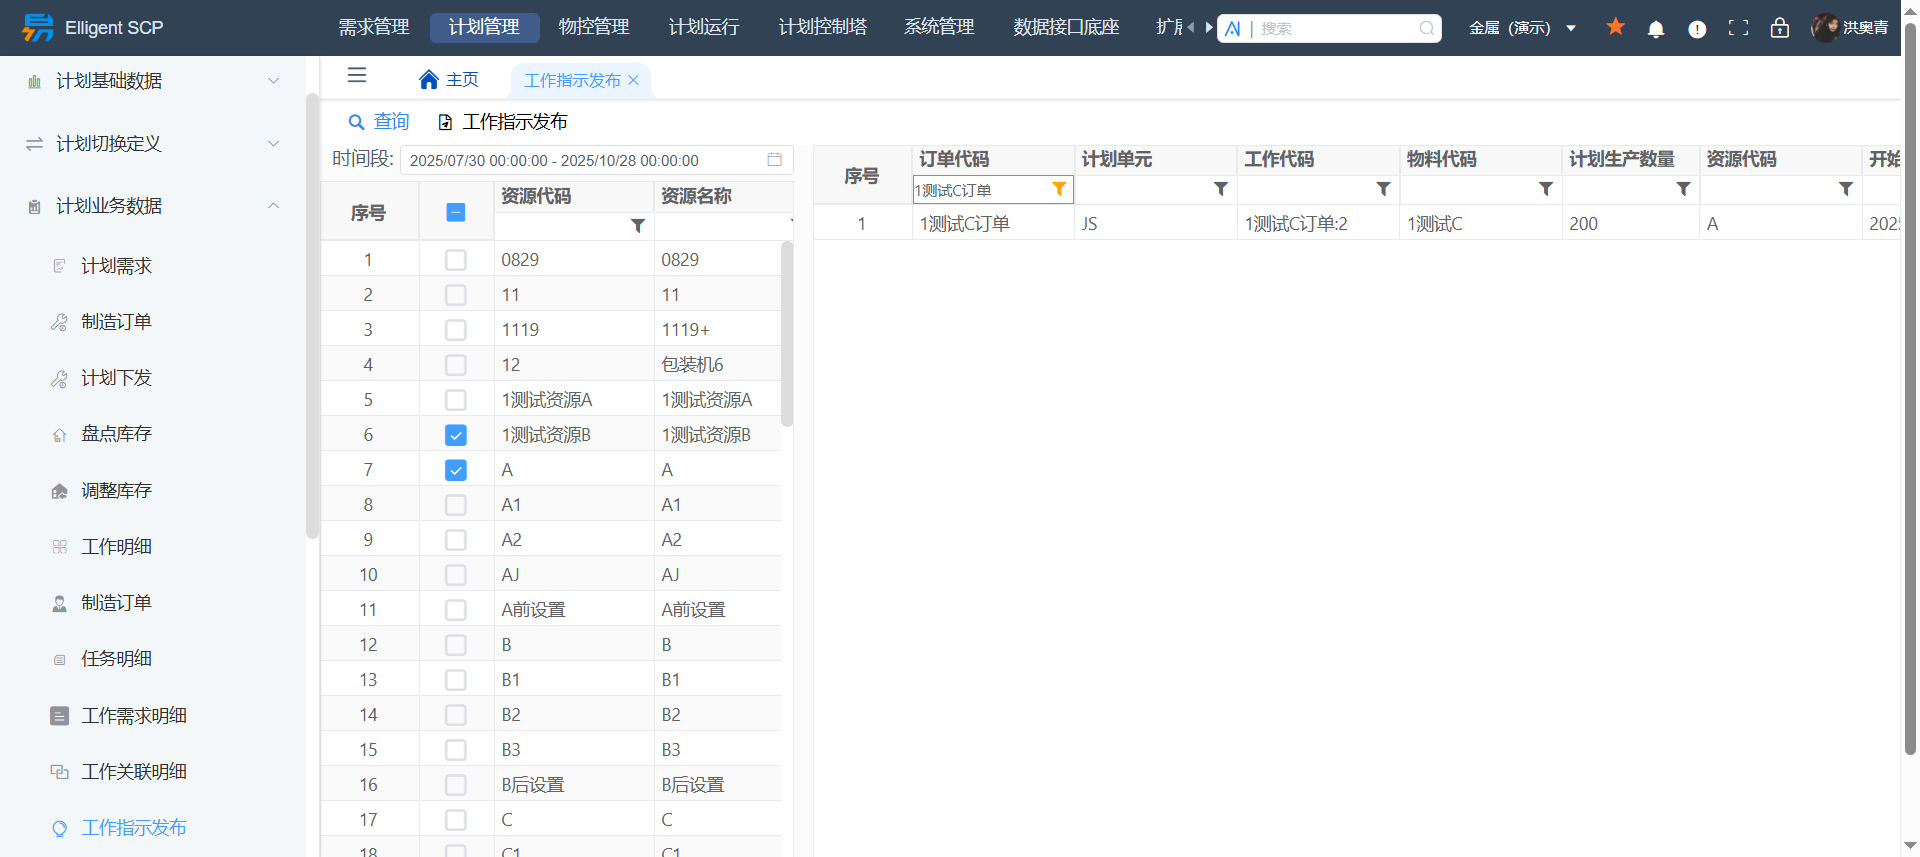 Elligent SCP
需求管理 计划管理 物控管理 计划运行 计划控制塔 系统管理 数据接口底座 扩展 搜索 金属（演示） 洪奥青
计划基础数据
计划切换定义
计划业务数据
计划需求
制造订单
计划下发
盘点库存
调整库存
工作明细
制造订单
任务明细
工作需求明细
工作关联明细
工作指示发布
主页 工作指示发布
查询 工作指示发布
时间段: 2025/07/30 00:00:00 - 2025/10/28 00:00:00
序号 资源代码 资源名称
1 0829 0829
2 11 11
3 1119 1119+
4 12 包装机6
5 1测试资源A 1测试资源A
6 1测试资源B 1测试资源B
7 A A
8 A1 A1
9 A2 A2
10 AJ AJ
11 A前设置 A前设置
12 B B
13 B1 B1
14 B2 B2
15 B3 B3
16 B后设置 B后设置
17 C C
18 C1 C1
序号 订单代码 计划单元 工作代码 物料代码 计划生产数量 资源代码 开始
1测试C订单
1 1测试C订单 JS 1测试C订单:2 1测试C 200 A 202